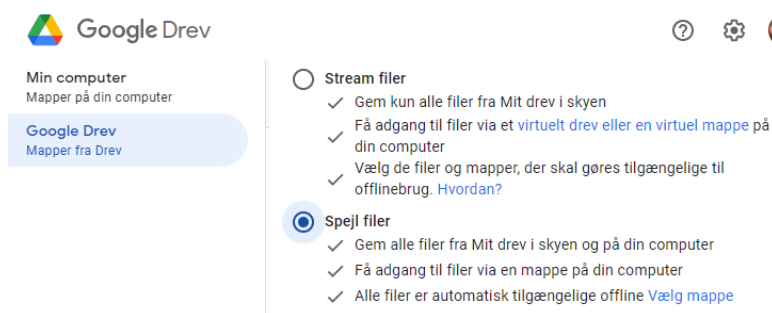 Google Drev
Min computer
Mapper på din computer
Google Drev
Mapper fra Drev
Stream filer
Gem kun alle filer fra Mit drev i skyen
Få adgang til filer via et virtuelt drev eller en virtuel mappe på
din computer
Vælg de filer og mapper, der skal gøres tilgængelige til
offlinebrug. Hvordan?
Spejl filer
Gem alle filer fra Mit drev i skyen og på din computer
Få adgang til filer via en mappe på din computer
Alle filer er automatisk tilgængelige offline Vælg mappe